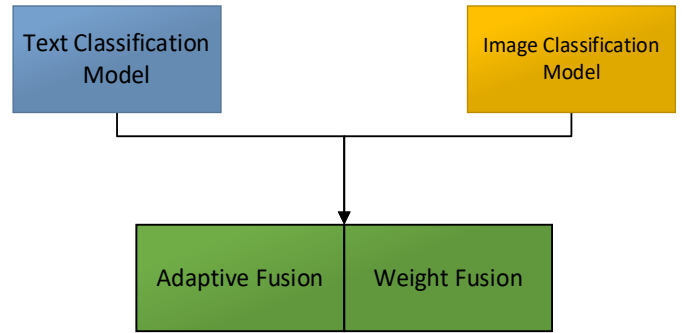 Text Classification
Model
Image Classification
Model
Adaptive Fusion
Weight Fusion